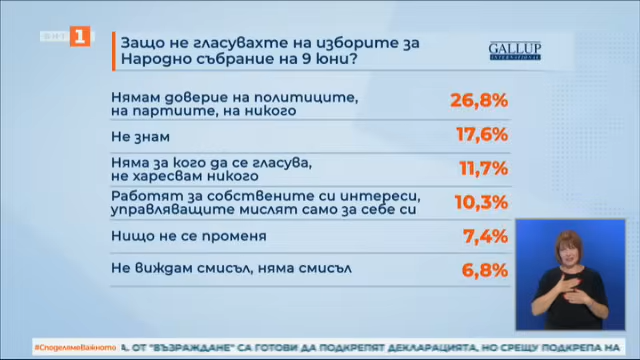 БНТ 1
Защо не гласувахте на изборите за
Народно събрание на 9 юни?
GALLUP
INTERNATIONAL
Нямам доверие на политиците,
на партиите, на никого
26,8%
Не знам
17,6%
Няма за кого да се гласува,
не харесвам никого
11,7%
Работят за собствените си интереси,
управляващите мислят само за себе си
10,3%
Нищо не се променя
7,4%
Не виждам смисъл, няма смисъл
6,8%
#СподелямеВажното
А. ОТ "ВЪЗРАЖДАНЕ" СА ГОТОВИ ДА ПОДКРЕПЯТ ДЕКЛАРАЦИЯТА, НО СРЕЩУ ПОДКРЕПА НА